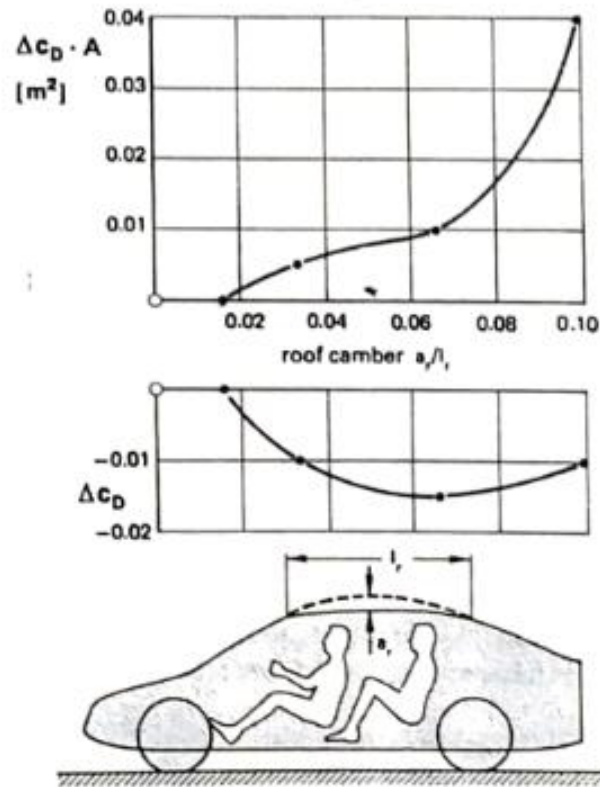 0.04
Δc_D · A
[m²]
0.03
0.02
0.01
0.02 0.04 0.06 0.08 0.10
roof camber a_r/l_r
-0.01
Δc_D
-0.02
l_r
a_r